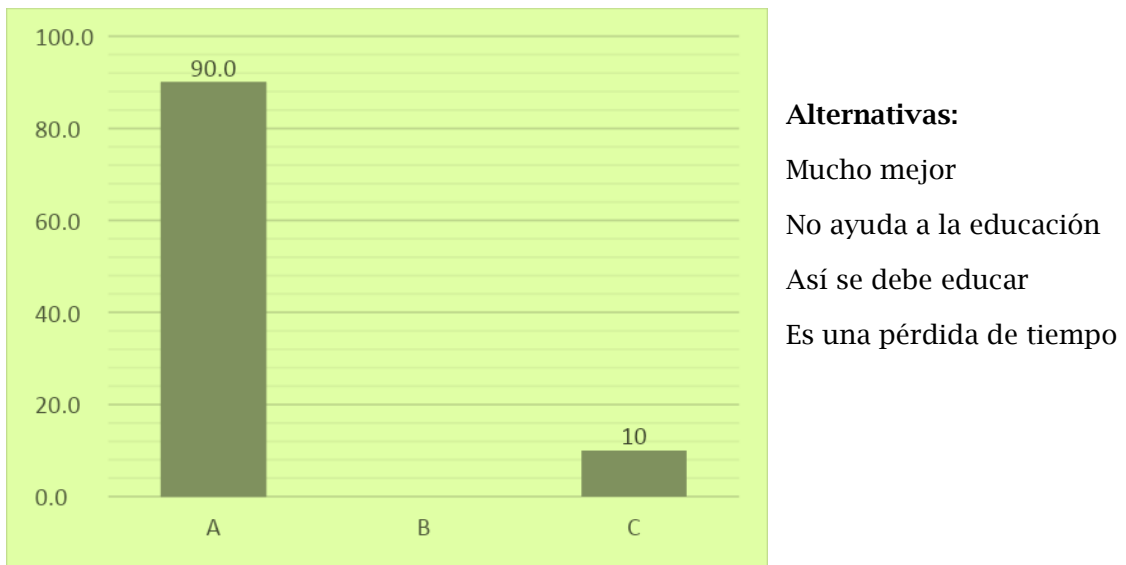 100.0
90.0
80.0
60.0
40.0
20.0
10
0.0
A B C
Alternativas:
Mucho mejor
No ayuda a la educación
Así se debe educar
Es una pérdida de tiempo